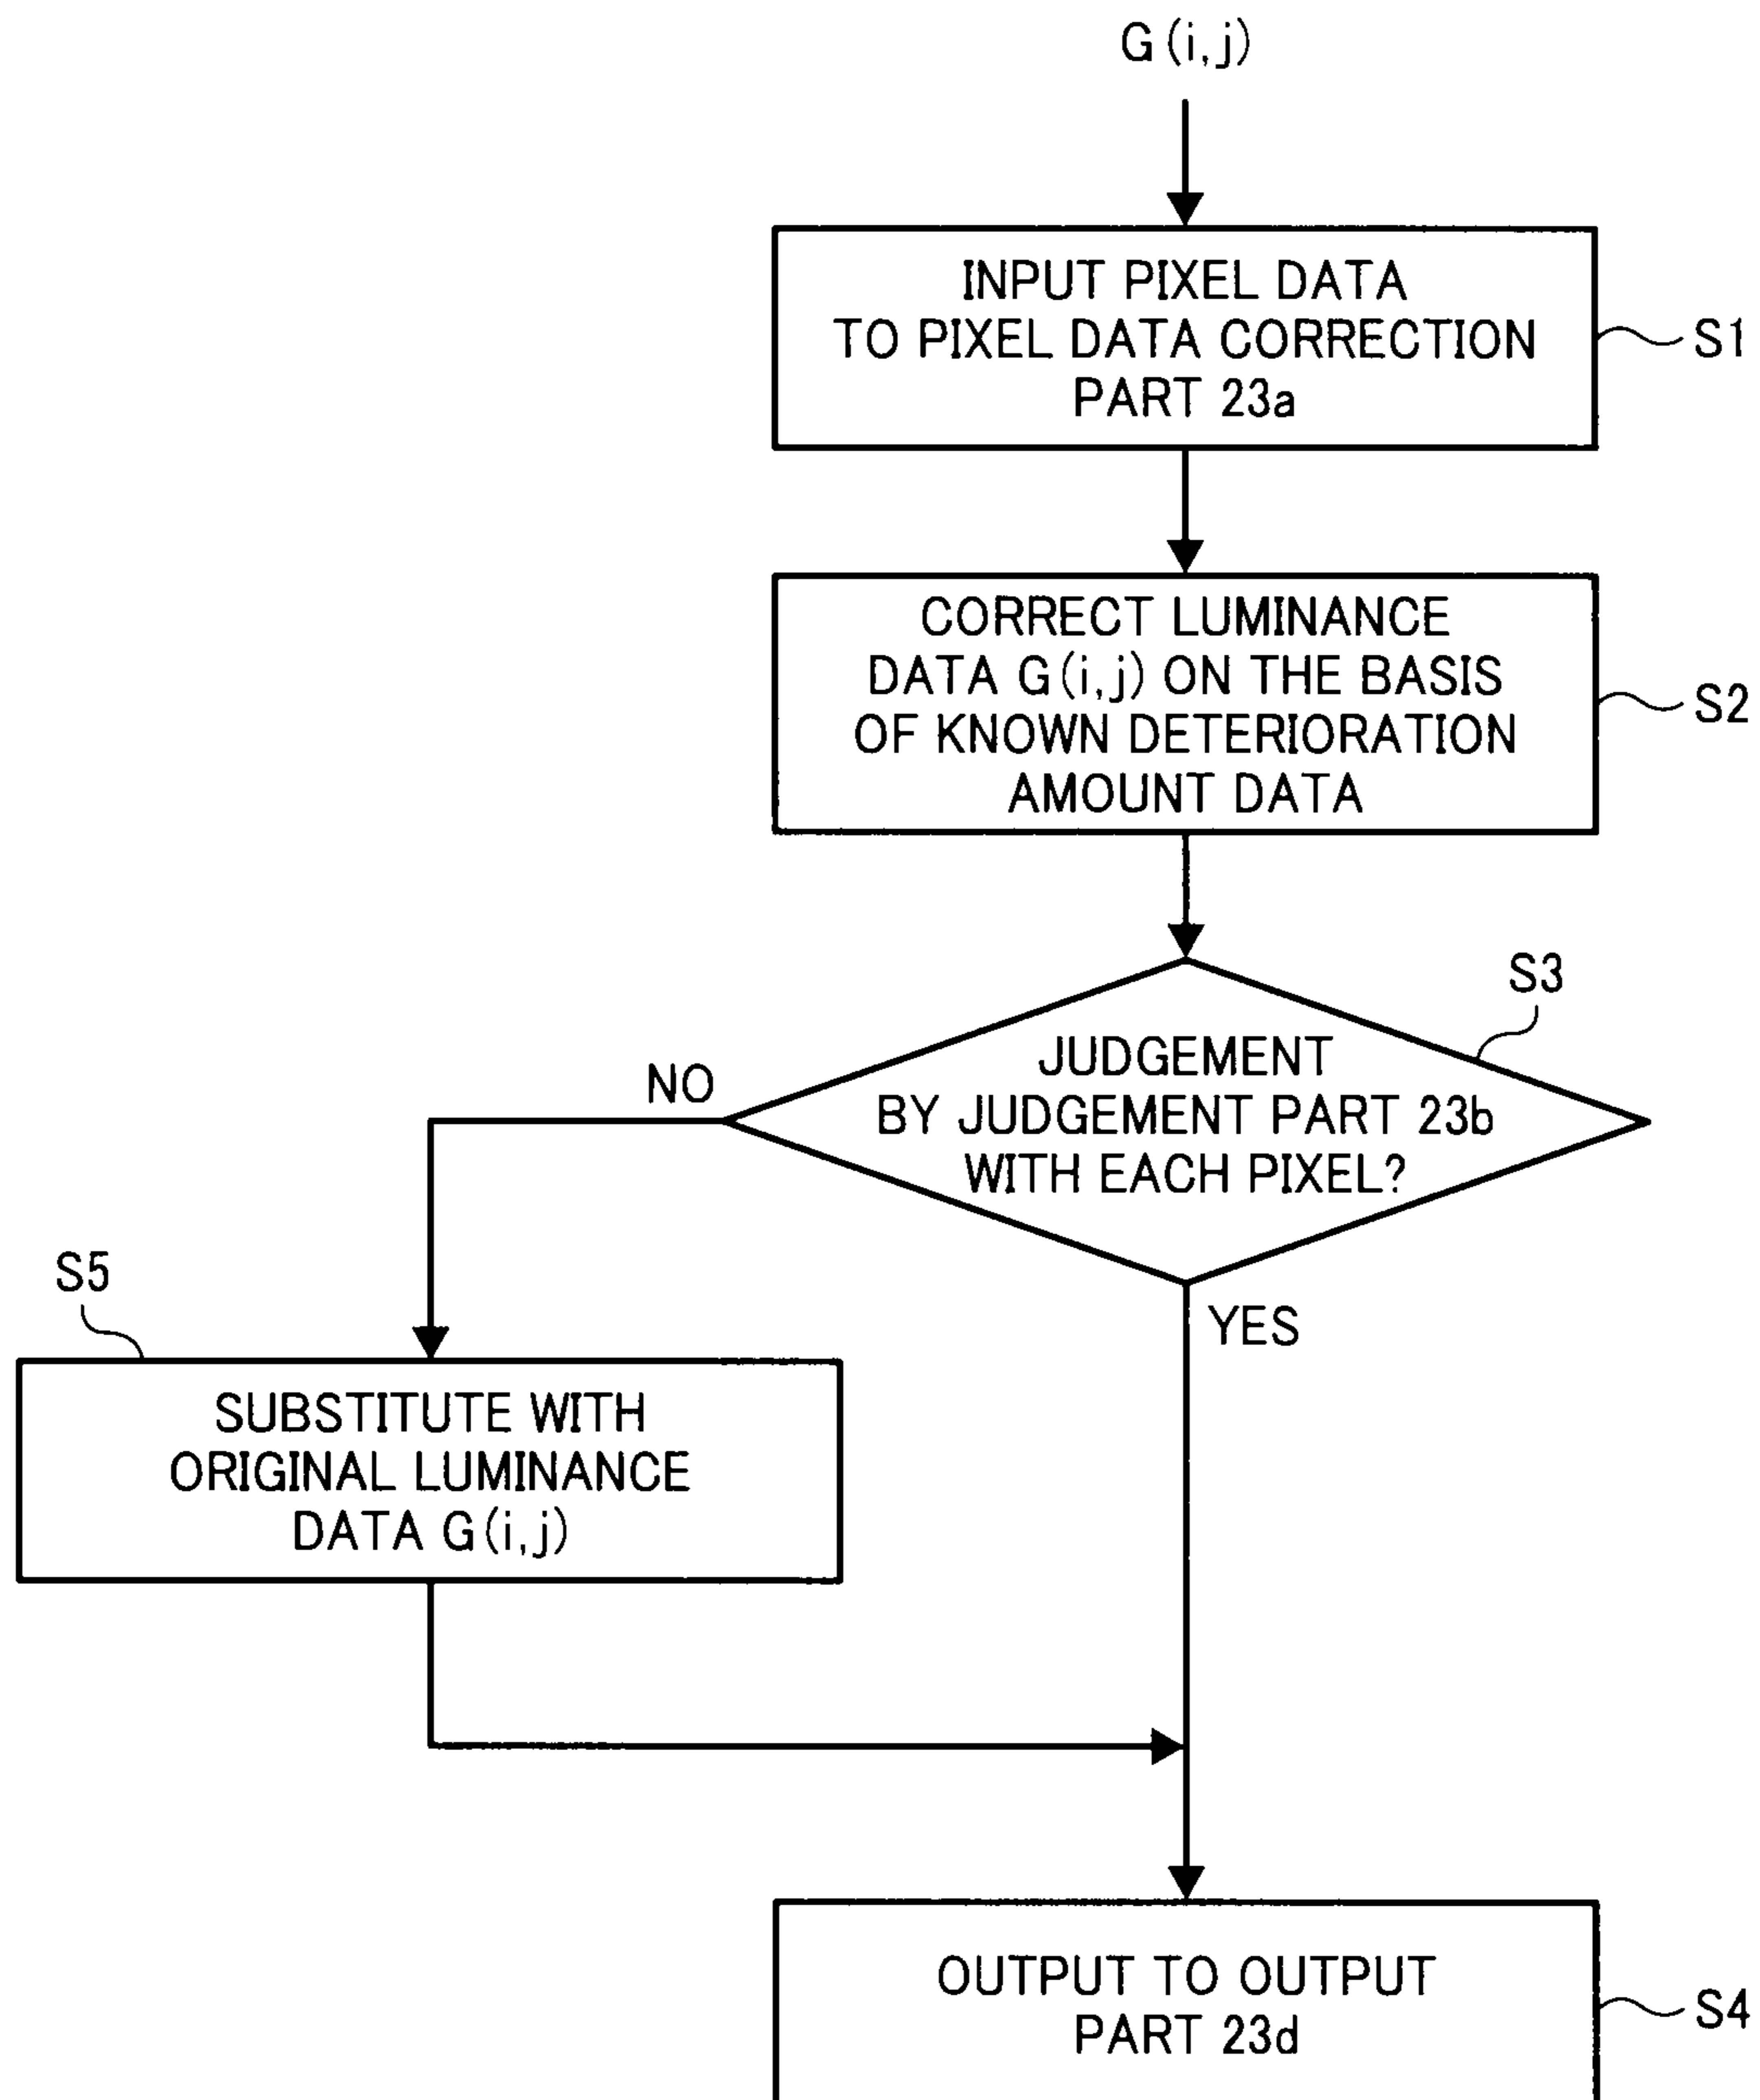 G(i,j)
INPUT PIXEL DATA
TO PIXEL DATA CORRECTION
PART 23a
S1
CORRECT LUMINANCE
DATA G(i,j) ON THE BASIS
OF KNOWN DETERIORATION
AMOUNT DATA
S2
S3
JUDGEMENT
BY JUDGEMENT PART 23b
WITH EACH PIXEL?
NO
YES
S5
SUBSTITUTE WITH
ORIGINAL LUMINANCE
DATA G(i,j)
OUTPUT TO OUTPUT
PART 23d
S4